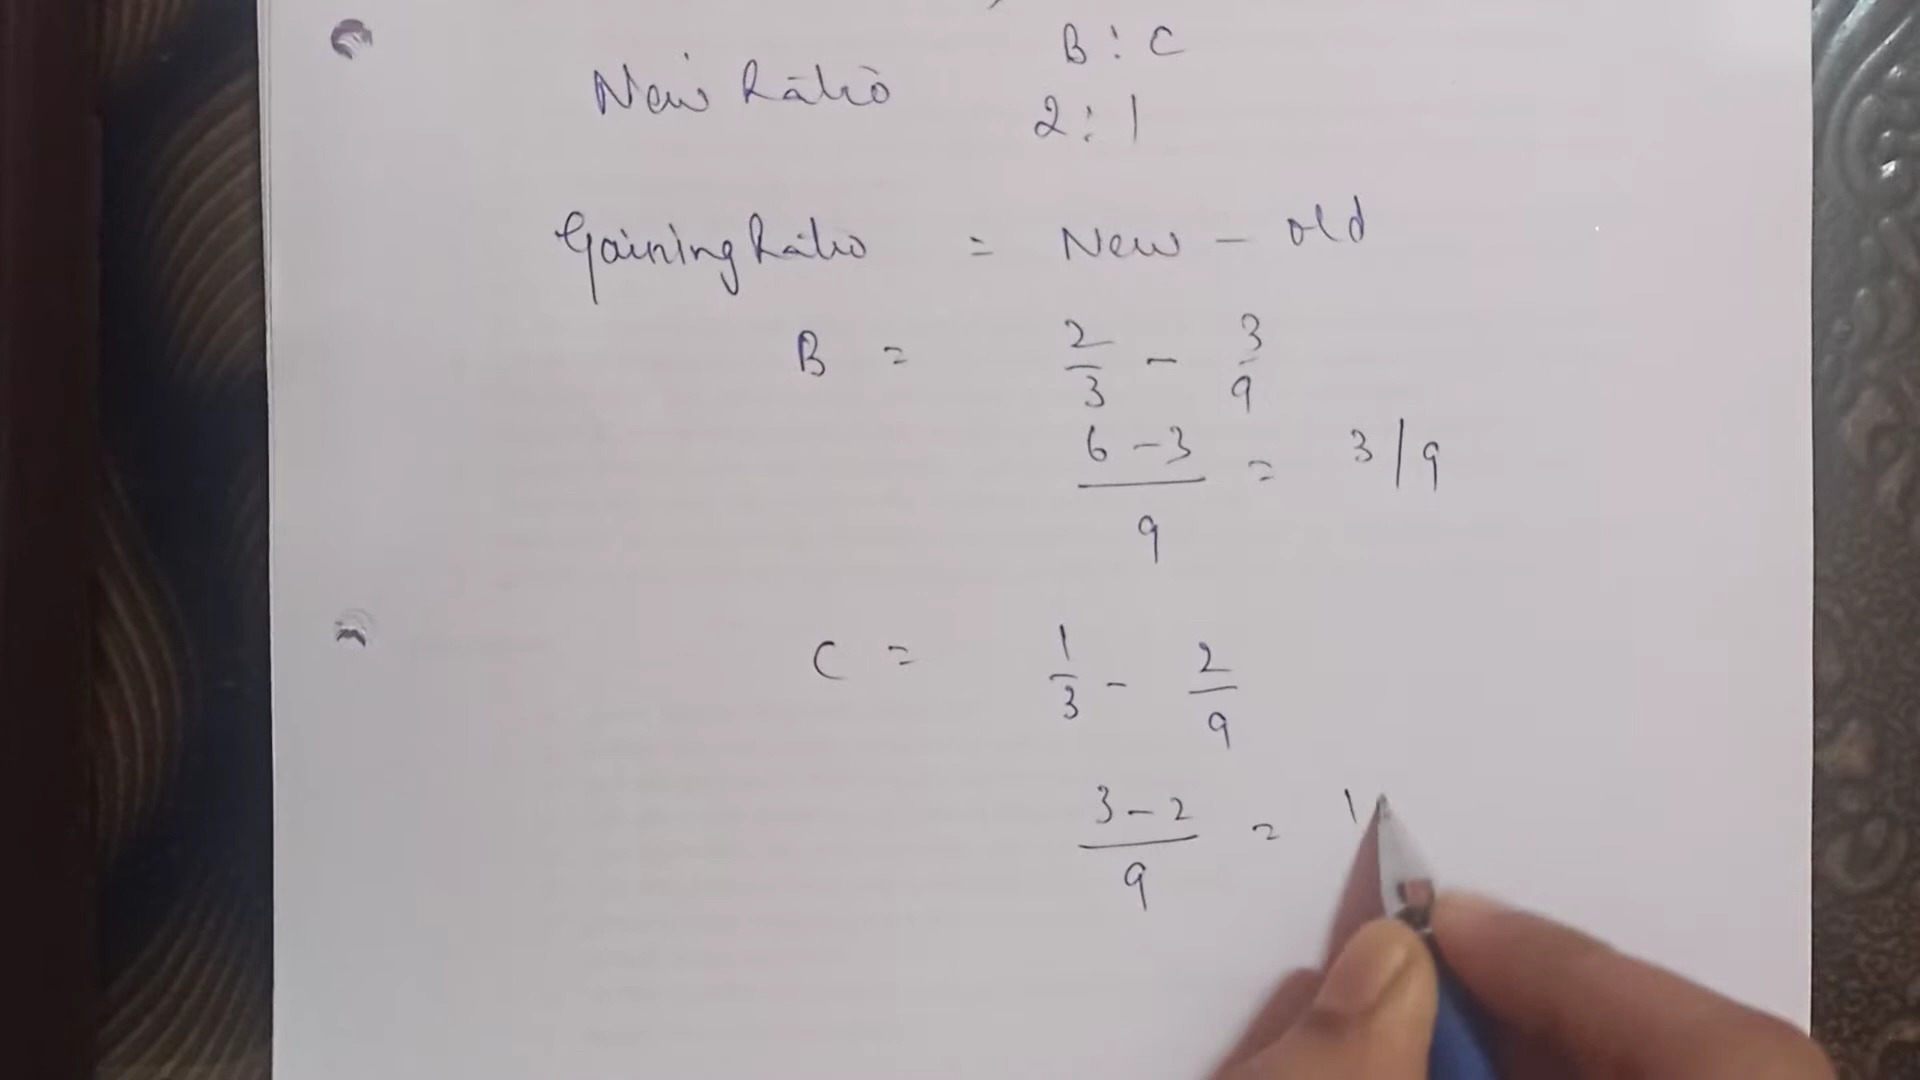 B : C
New Ratio
2 : 1
Gaining Ratio = New - old
B = 2/3 - 3/9
6 - 3 / 9 = 3/9
C = 1/3 - 2/9
3 - 2 / 9 = 1